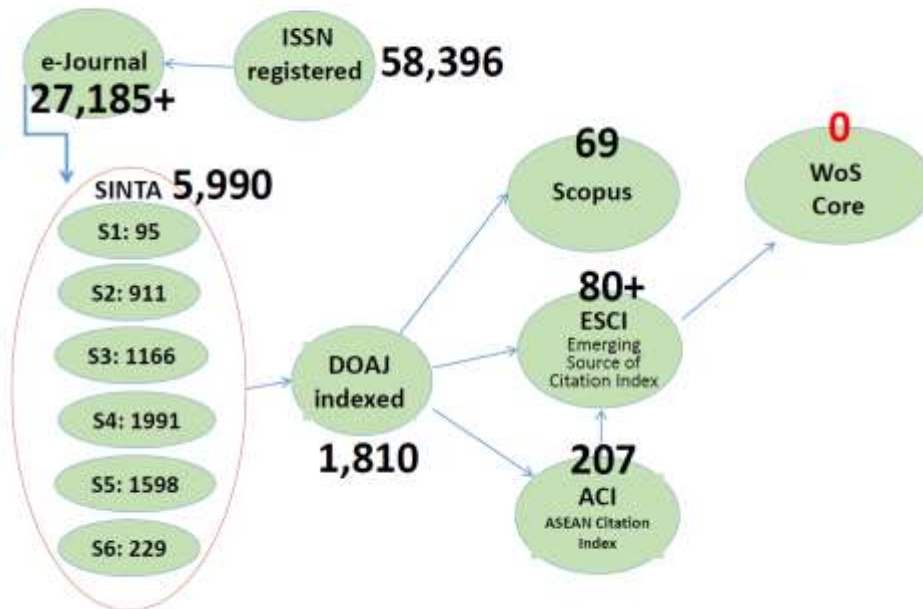 e-Journal
27,185+
ISSN
registered
58,396
SINTA 5,990
S1: 95
S2: 911
S3: 1166
S4: 1991
S5: 1598
S6: 229
DOAJ
indexed
1,810
69
Scopus
80+
ESCI
Emerging
Source of
Citation Index
207
ACI
ASEAN Citation
Index
0
WoS
Core